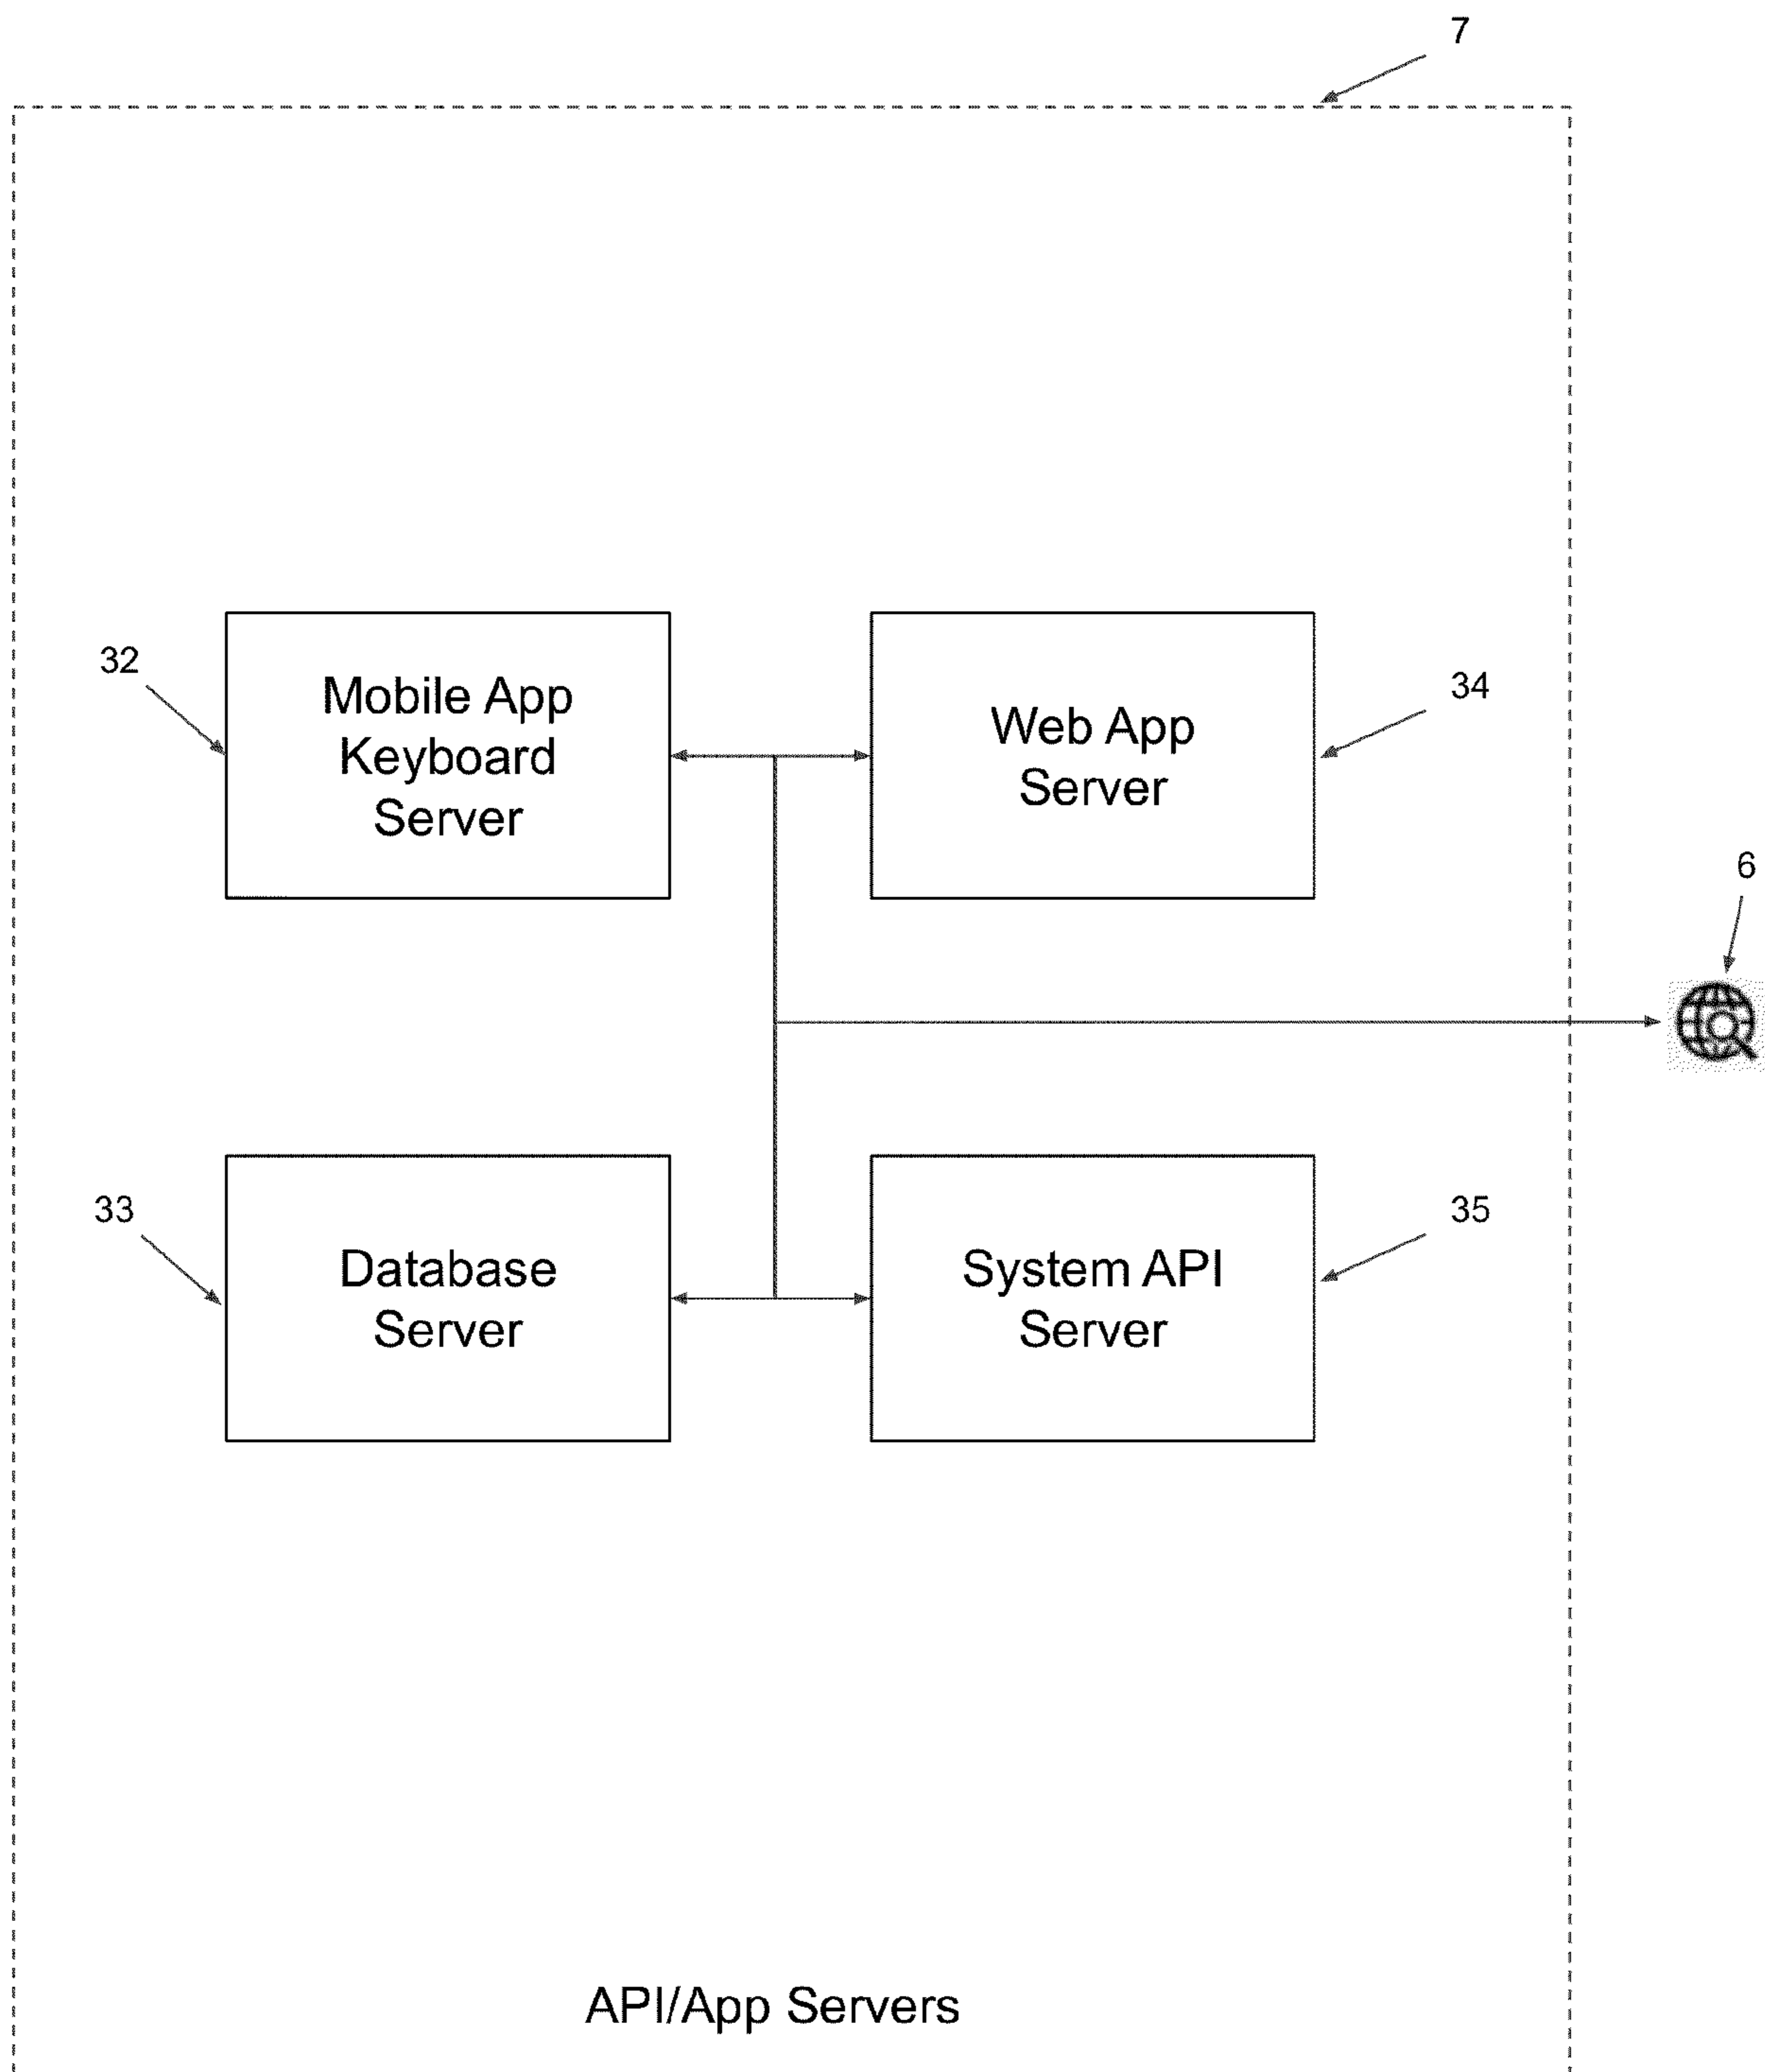 7
32
Mobile App
Keyboard
Server
Web App
Server
34
6
33
Database
Server
System API
Server
35
API/App Servers